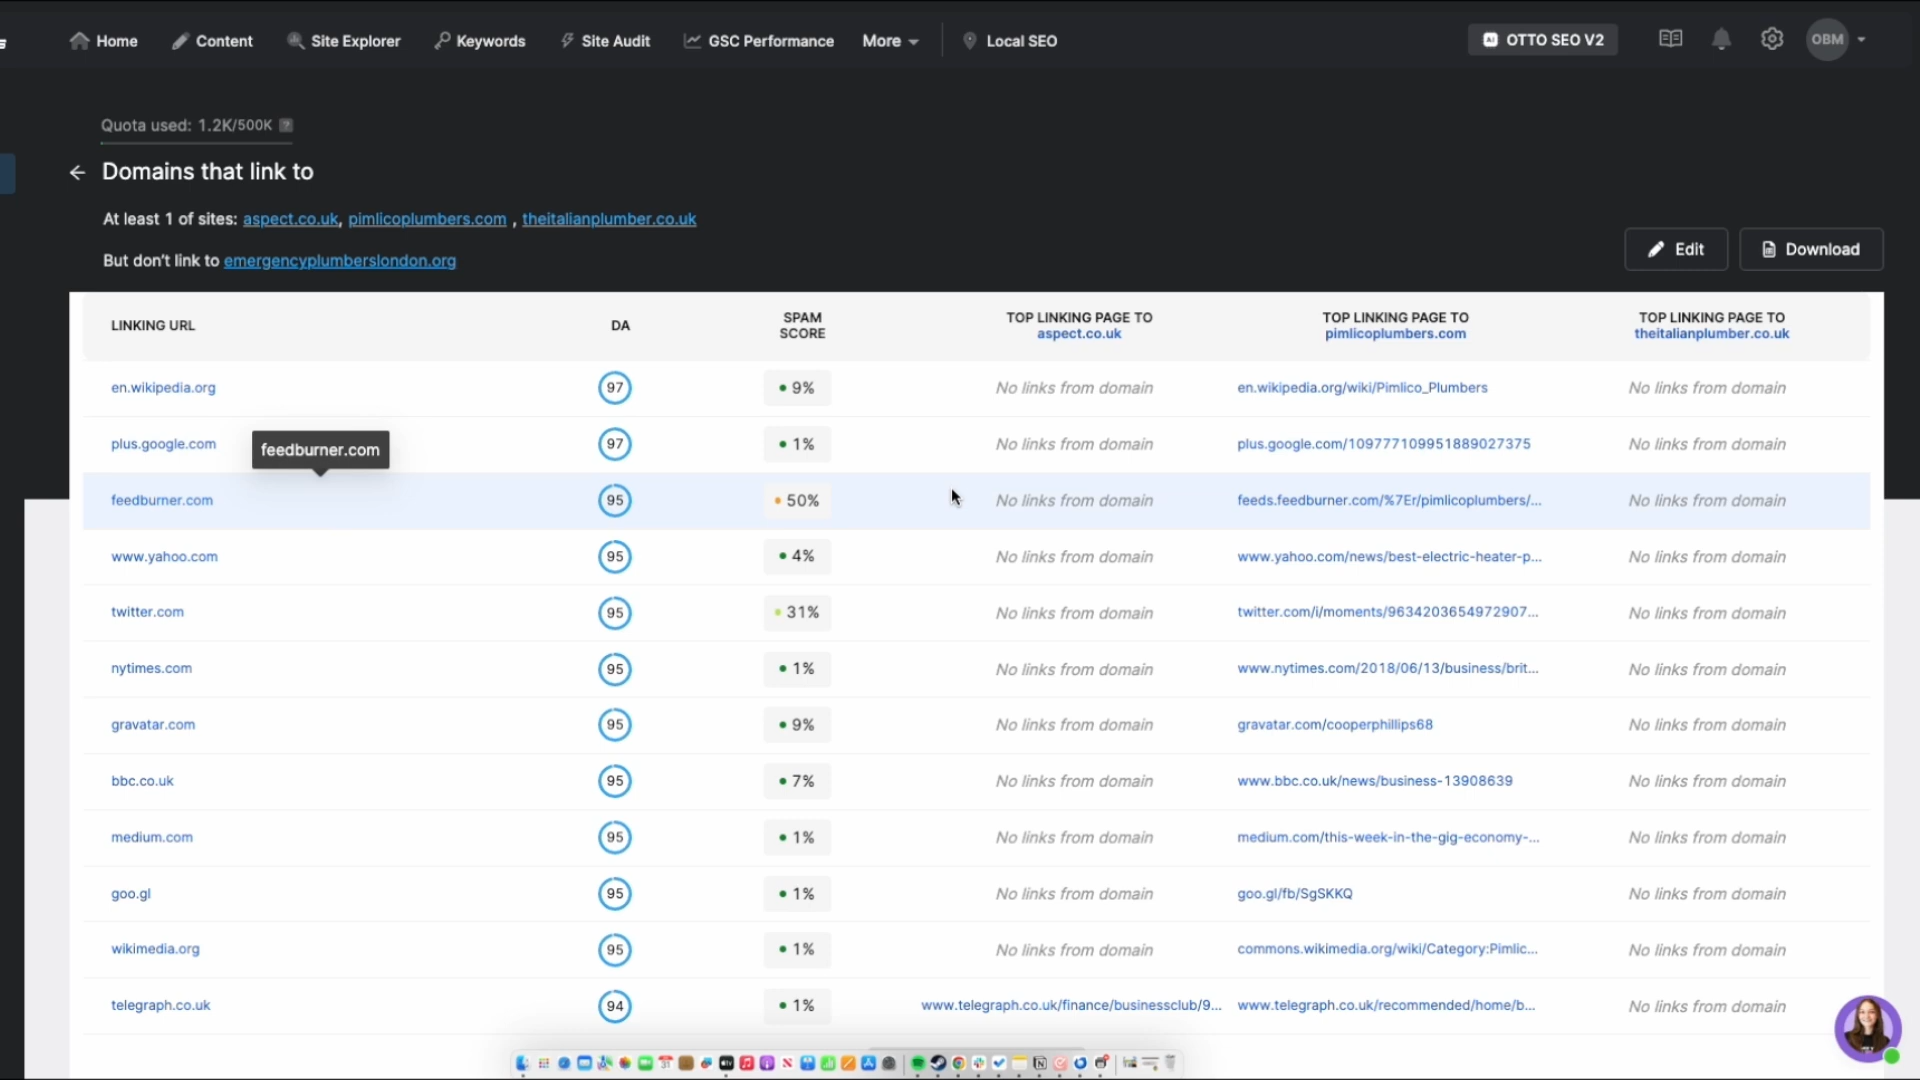 Home Content Site Explorer Keywords Site Audit GSC Performance More Local SEO AI OTTO SEO V2 OBM
Quota used: 1.2K/500K ?
Domains that link to
At least 1 of sites: aspect.co.uk, pimlicoplumbers.com , theitalianplumber.co.uk
But don't link to emergencyplumberslondon.org
Edit Download
LINKING URL DA SPAM SCORE TOP LINKING PAGE TO aspect.co.uk TOP LINKING PAGE TO pimlicoplumbers.com TOP LINKING PAGE TO theitalianplumber.co.uk
en.wikipedia.org 97 9% No links from domain en.wikipedia.org/wiki/Pimlico_Plumbers No links from domain
plus.google.com 97 1% No links from domain plus.google.com/109777109951889027375 No links from domain
feedburner.com
feedburner.com 95 50% No links from domain feeds.feedburner.com/%7Er/pimlicoplumbers/... No links from domain
www.yahoo.com 95 4% No links from domain www.yahoo.com/news/best-electric-heater-p... No links from domain
twitter.com 95 31% No links from domain twitter.com/i/moments/9634203654972907... No links from domain
nytimes.com 95 1% No links from domain www.nytimes.com/2018/06/13/business/brit... No links from domain
gravatar.com 95 9% No links from domain gravatar.com/cooperphillips68 No links from domain
bbc.co.uk 95 7% No links from domain www.bbc.co.uk/news/business-13908639 No links from domain
medium.com 95 1% No links from domain medium.com/this-week-in-the-gig-economy-... No links from domain
goo.gl 95 1% No links from domain goo.gl/fb/SgSKKQ No links from domain
wikimedia.org 95 1% No links from domain commons.wikimedia.org/wiki/Category:Pimlic... No links from domain
telegraph.co.uk 94 1% www.telegraph.co.uk/finance/businessclub/9... www.telegraph.co.uk/recommended/home/b... No links from domain